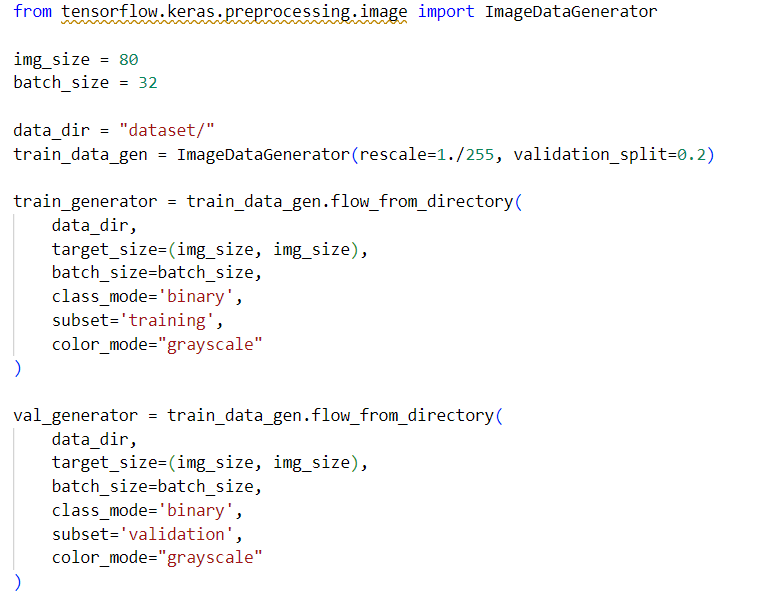 from tensorflow.keras.preprocessing.image import ImageDataGenerator

img_size = 80
batch_size = 32

data_dir = "dataset/"
train_data_gen = ImageDataGenerator(rescale=1./255, validation_split=0.2)

train_generator = train_data_gen.flow_from_directory(
    data_dir,
    target_size=(img_size, img_size),
    batch_size=batch_size,
    class_mode='binary',
    subset='training',
    color_mode="grayscale"
)

val_generator = train_data_gen.flow_from_directory(
    data_dir,
    target_size=(img_size, img_size),
    batch_size=batch_size,
    class_mode='binary',
    subset='validation',
    color_mode="grayscale"
)